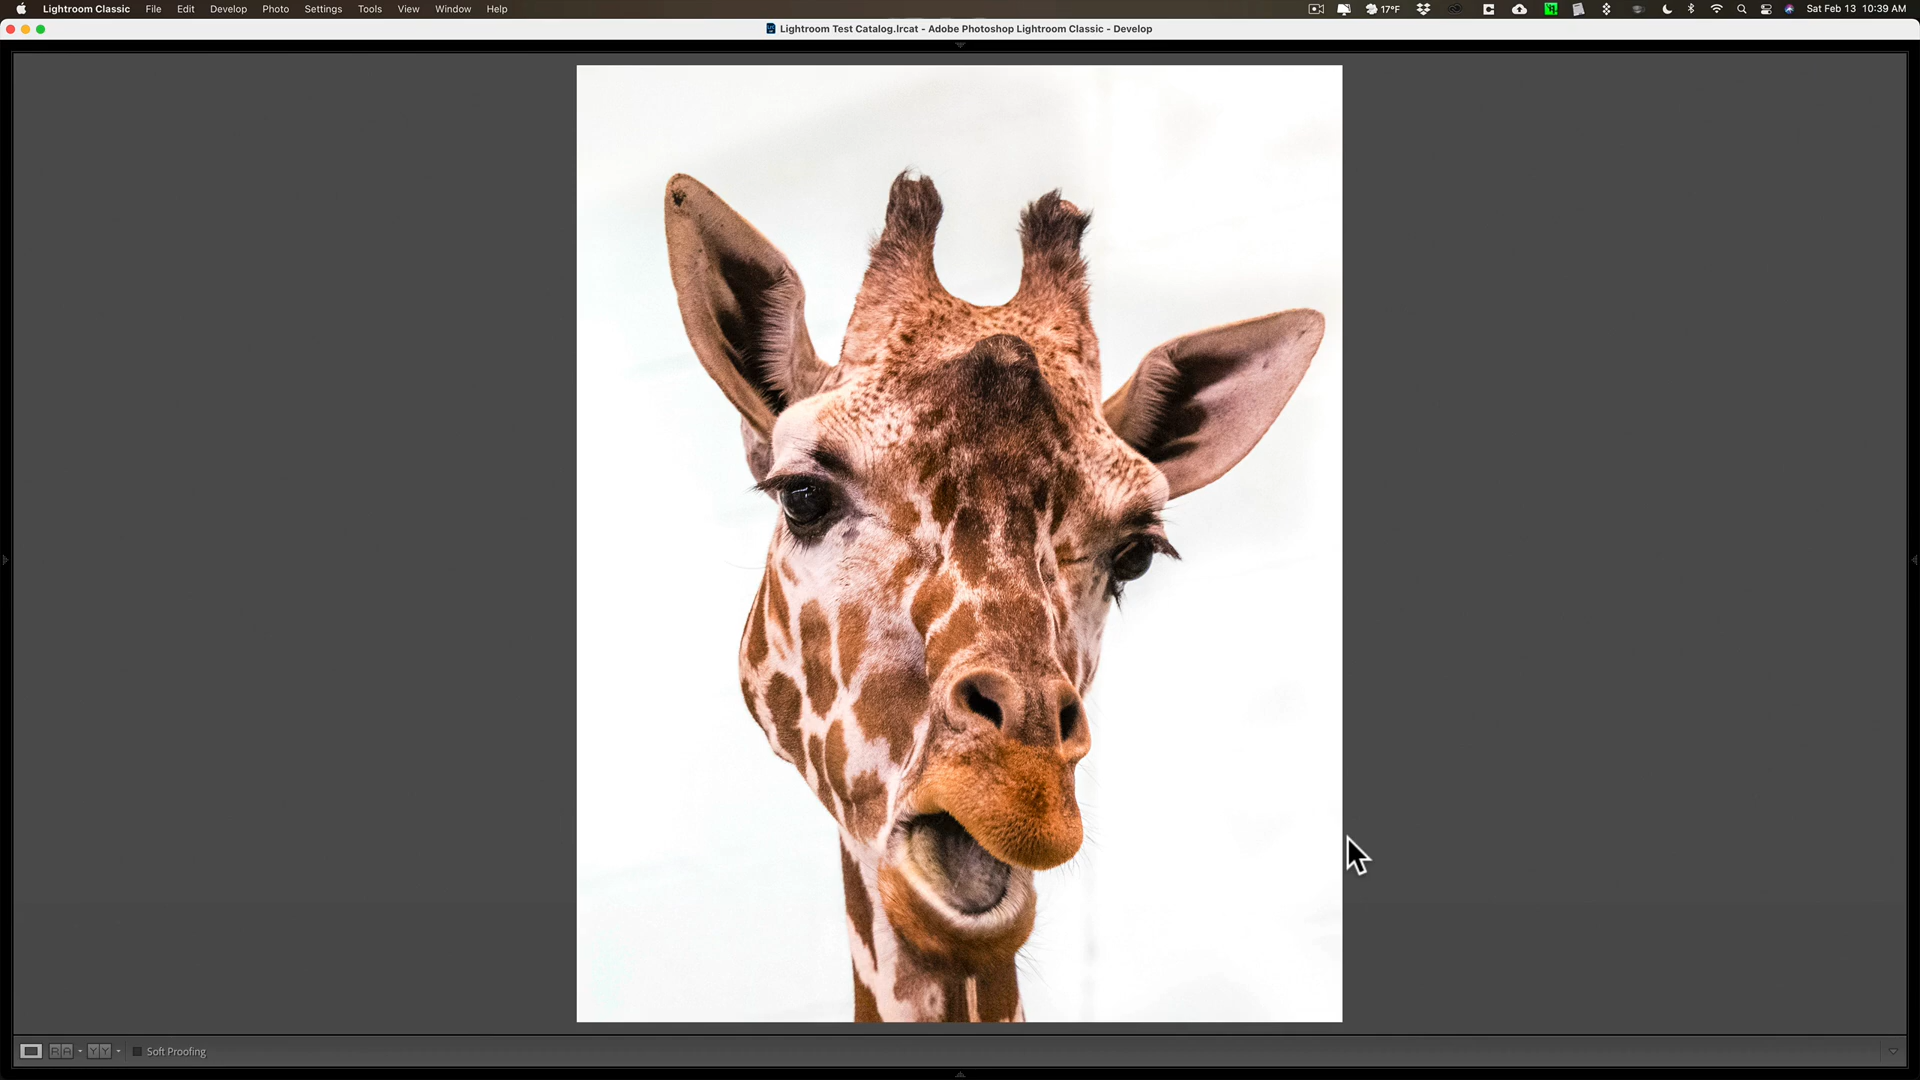 Lightroom Classic File Edit Develop Photo Settings Tools View Window Help 17°F Sat Feb 13 10:39 AM
Lightroom Test Catalog.lrcat - Adobe Photoshop Lightroom Classic - Develop
R A Y Y Soft Proofing